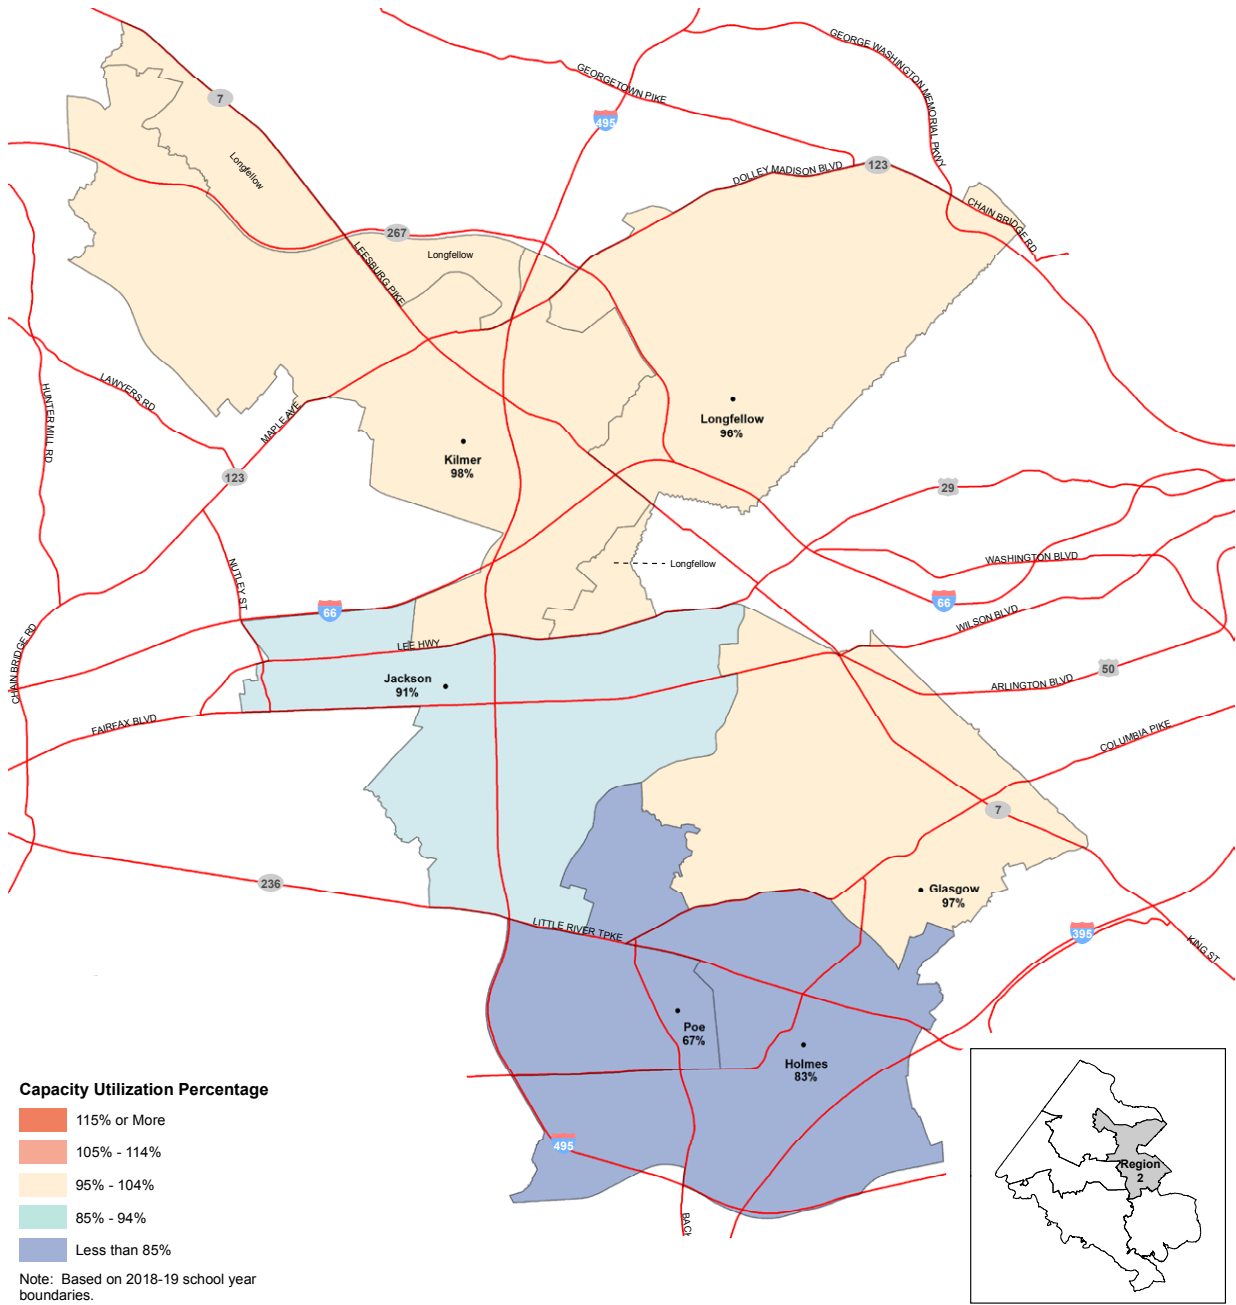 GEORGE WASHINGTON MEMORIAL PKWY
GEORGETOWN PIKE
7
495
Longfellow
DOLLEY MADISON BLVD
123
CHAIN BRIDGE RD
267
LEESBURG PIKE
Longfellow
LAWYERS RD
HUNTER MILL RD
MAPLE AVE
Longfellow
96%
Kilmer
98%
123
29
NUTLEY ST
Longfellow
WASHINGTON BLVD
66
66
WILSON BLVD
CHAIN BRIDGE RD
LEE HWY
50
Jackson
91%
ARLINGTON BLVD
FAIRFAX BLVD
COLUMBIA PIKE
7
236
Glasgow
97%
LITTLE RIVER TPKE
395
KING ST
Poe
67%
Holmes
83%
495
BACK
Capacity Utilization Percentage
115% or More
105% - 114%
95% - 104%
85% - 94%
Less than 85%
Note:  Based on 2018-19 school year
boundaries.
Region
2